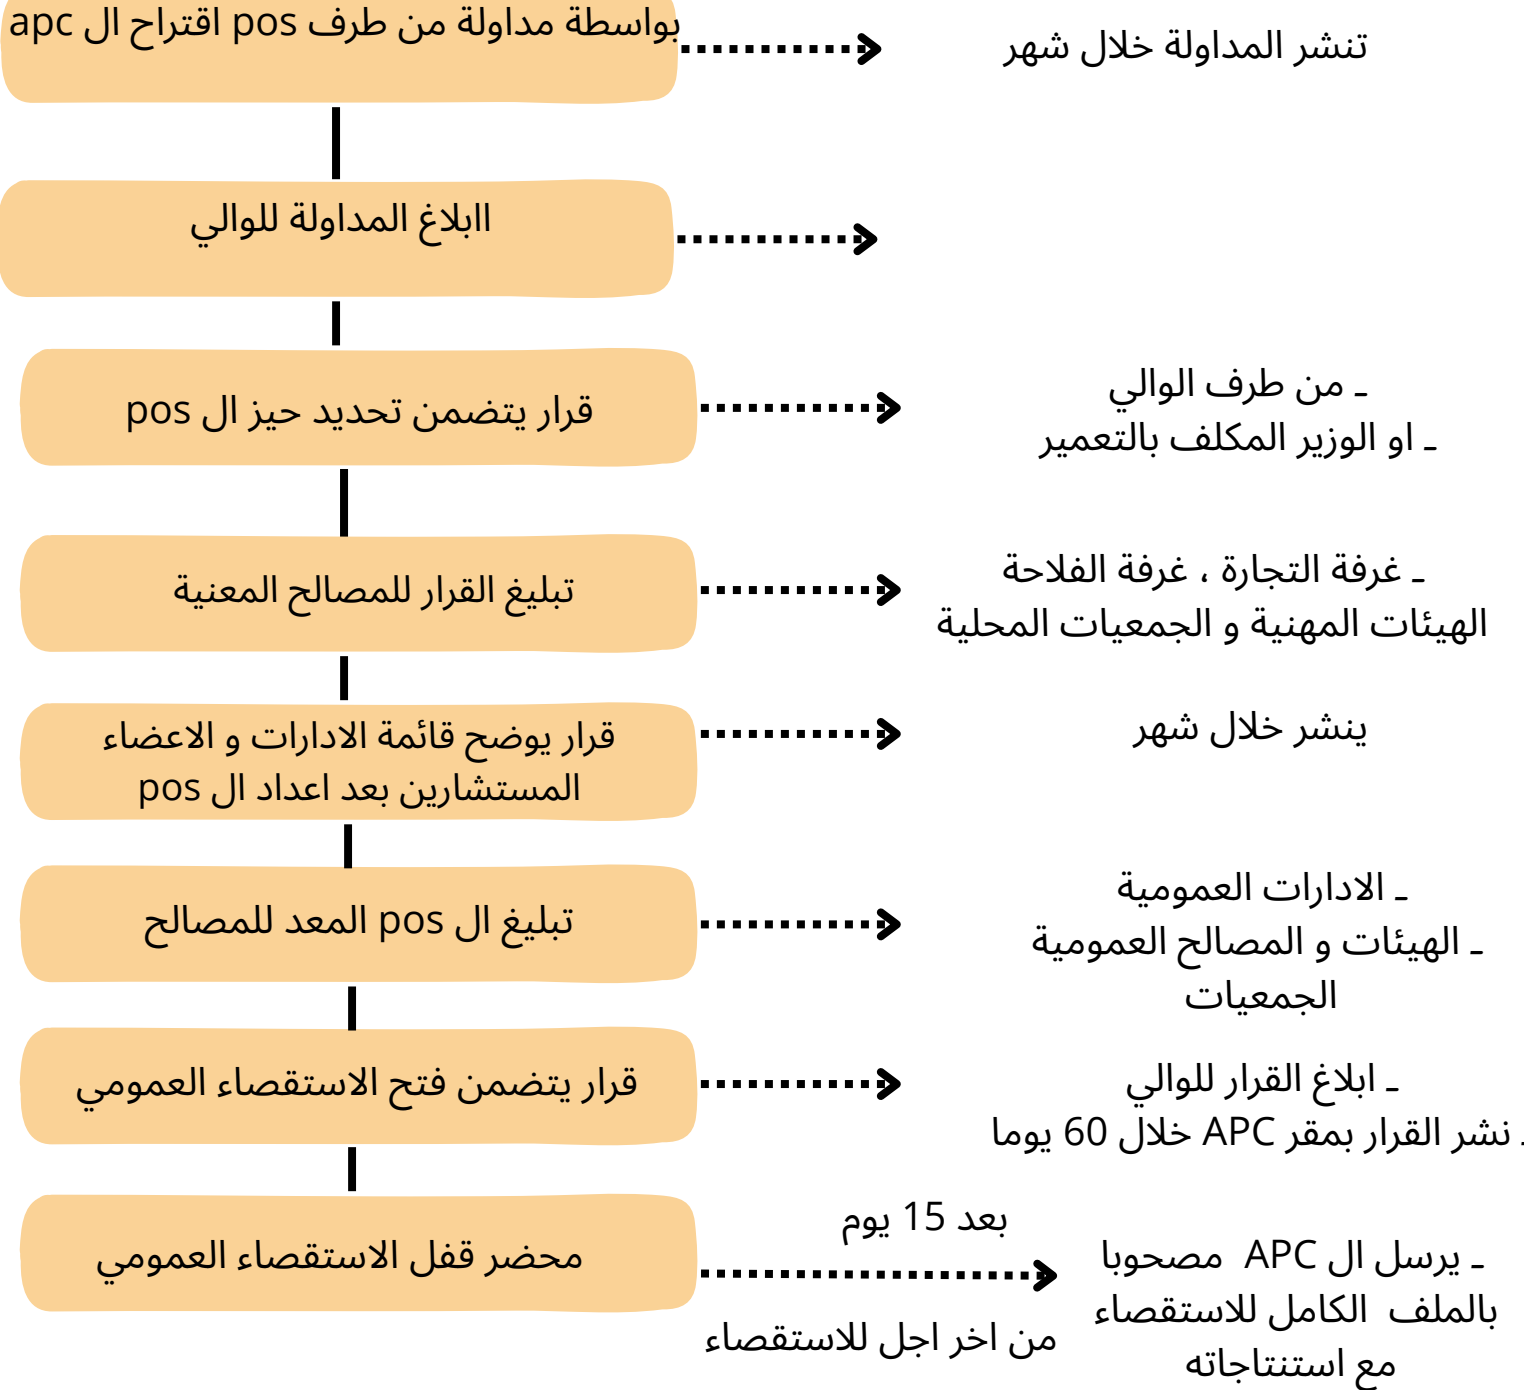 اقتراح ال apc بواسطة مداولة من طرف pos
تنشر المداولة خلال شهر
اابلاغ المداولة للوالي
قرار يتضمن تحديد حيز ال pos
ـ من طرف الوالي
ـ او الوزير المكلف بالتعمير
تبليغ القرار للمصالح المعنية
ـ غرفة التجارة ، غرفة الفلاحة
الهيئات المهنية و الجمعيات المحلية
قرار يوضح قائمة الادارات و الاعضاء
المستشارين بعد اعداد ال pos
ينشر خلال شهر
تبليغ ال pos المعد للمصالح
ـ الادارات العمومية
ـ الهيئات و المصالح العمومية
الجمعيات
قرار يتضمن فتح الاستقصاء العمومي
ـ ابلاغ القرار للوالي
ـ نشر القرار بمقر APC خلال 60 يوما
محضر قفل الاستقصاء العمومي
بعد 15 يوم
من اخر اجل للاستقصاء
ـ يرسل ال APC مصحوبا
بالملف الكامل للاستقصاء
مع استنتاجاته